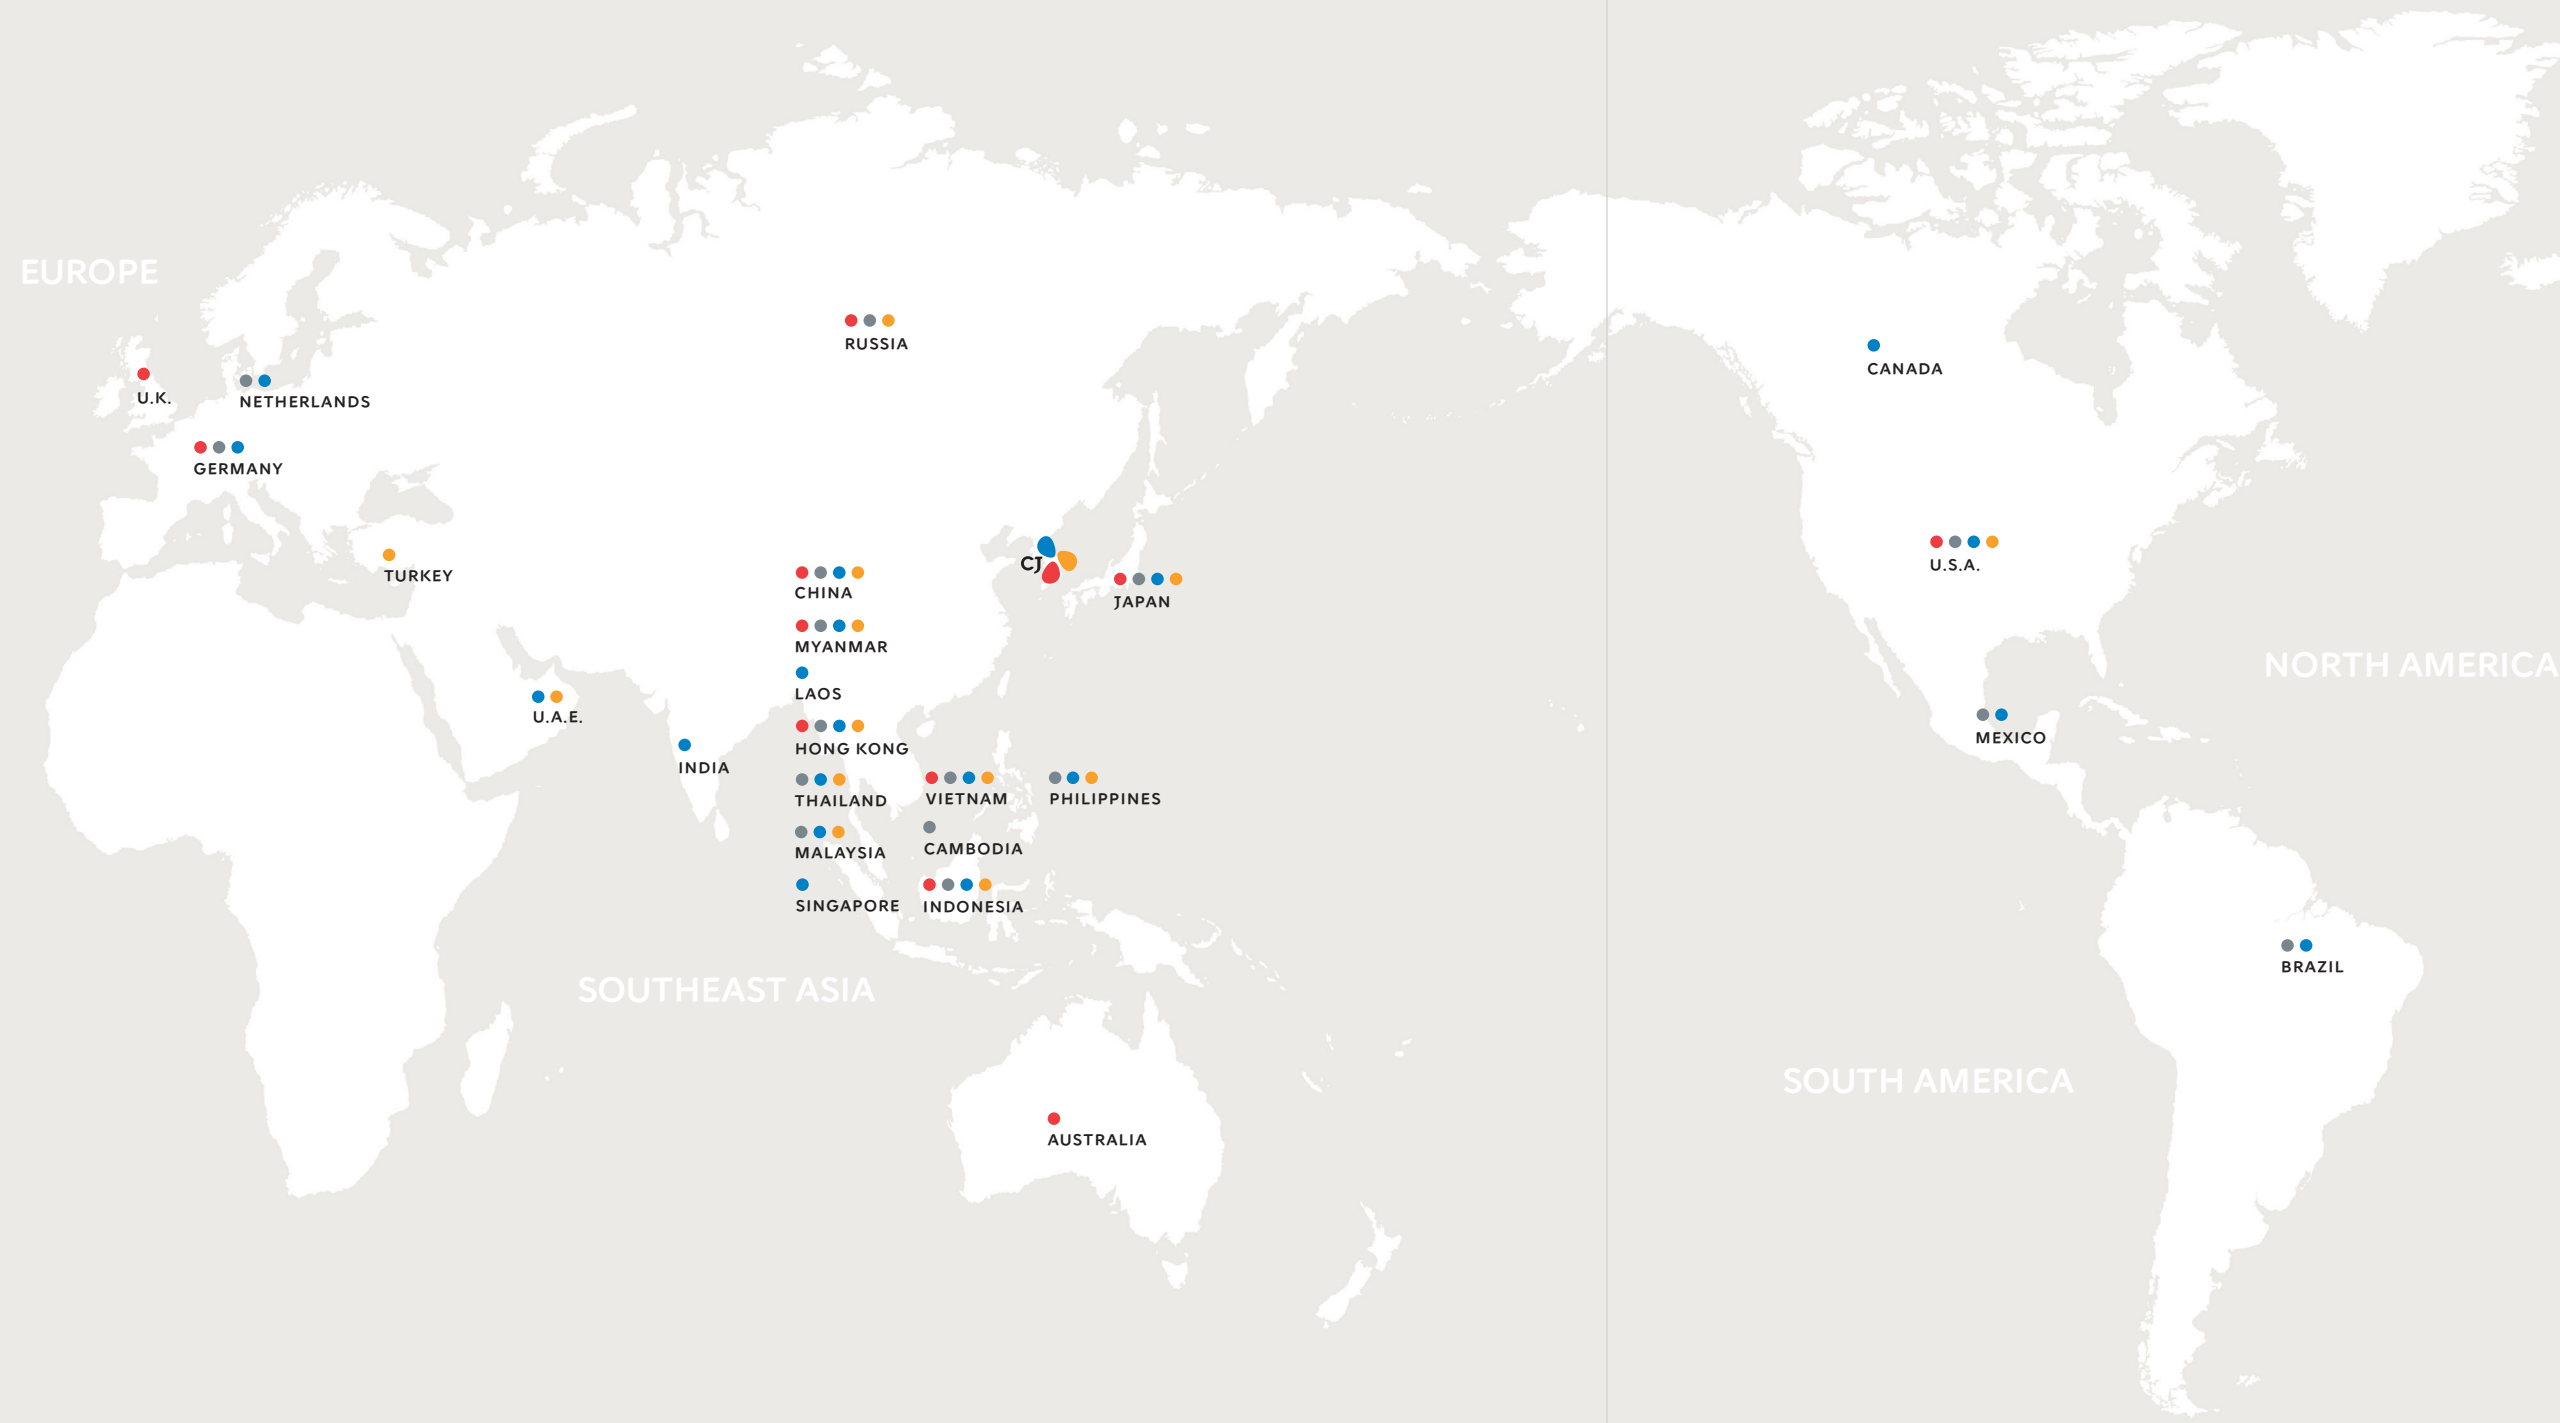 EUROPE
RUSSIA
CANADA
U.K.
NETHERLANDS
GERMANY
TURKEY
CJ
CHINA
JAPAN
U.S.A.
MYANMAR
NORTH AMERICA
LAOS
U.A.E.
HONG KONG
MEXICO
INDIA
THAILAND
VIETNAM
PHILIPPINES
MALAYSIA
CAMBODIA
SINGAPORE
INDONESIA
BRAZIL
SOUTHEAST ASIA
SOUTH AMERICA
AUSTRALIA